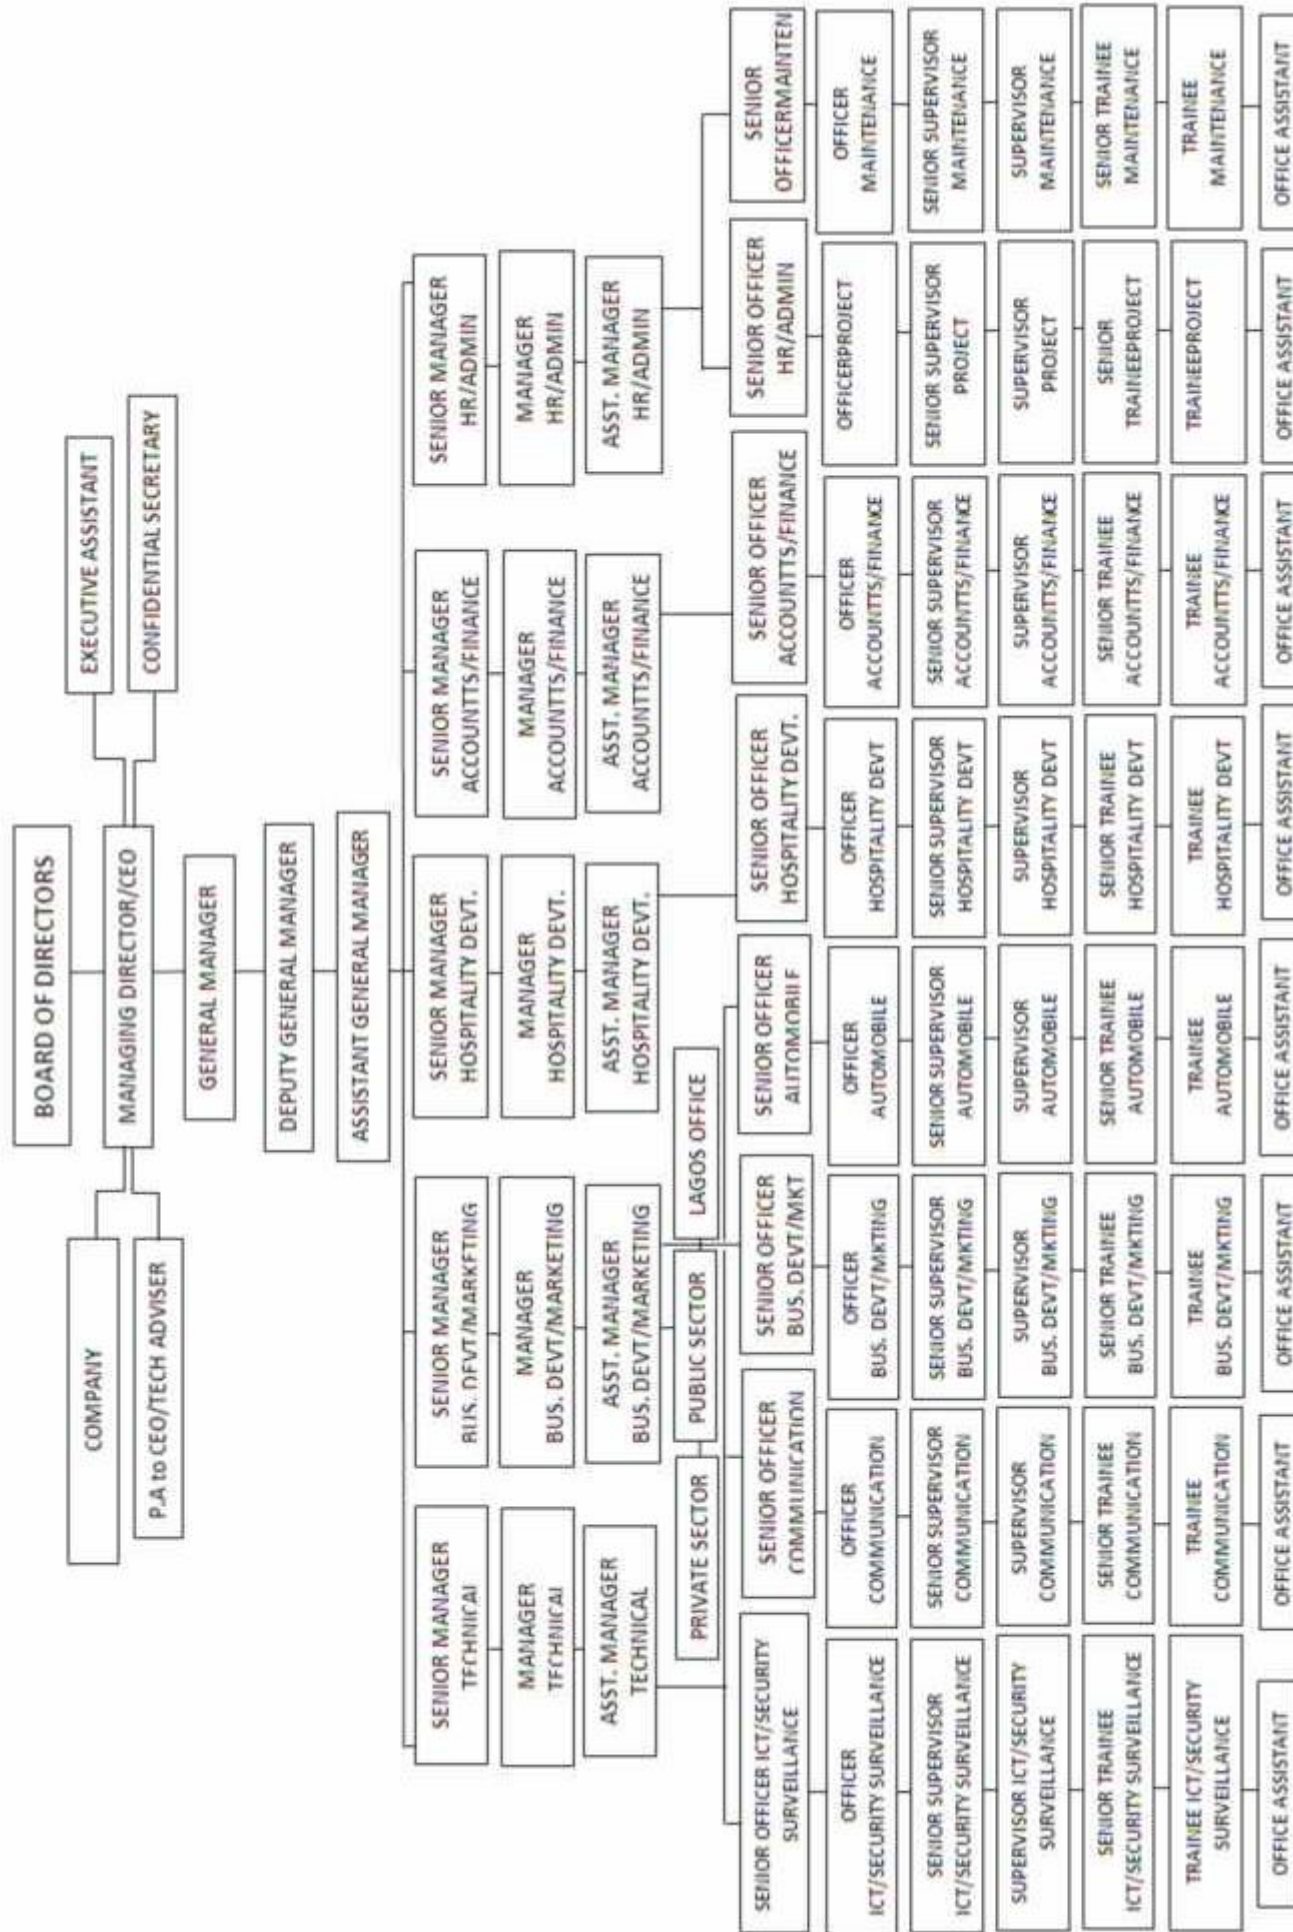 BOARD OF DIRECTORS
COMPANY
EXECUTIVE ASSISTANT
MANAGING DIRECTOR/CEO
P.A to CEO/TECH ADVISER
CONFIDENTIAL SECRETARY
GENERAL MANAGER
DEPUTY GENERAL MANAGER
ASSISTANT GENERAL MANAGER
SENIOR MANAGER
TECHNICAL
SENIOR MANAGER
BUS. DEVT/MARKETING
SENIOR MANAGER
HOSPITALITY DEVT.
SENIOR MANAGER
ACCOUNTTS/FINANCE
SENIOR MANAGER
HR/ADMIN
MANAGER
TECHNICAL
MANAGER
BUS. DEVT/MARKETING
MANAGER
HOSPITALITY DEVT.
MANAGER
ACCOUNTTS/FINANCE
MANAGER
HR/ADMIN
ASST. MANAGER
TECHNICAL
ASST. MANAGER
BUS. DEVT/MARKETING
ASST. MANAGER
HOSPITALITY DEVT.
ASST. MANAGER
ACCOUNTTS/FINANCE
ASST. MANAGER
HR/ADMIN
PRIVATE SECTOR
PUBLIC SECTOR
LAGOS OFFICE
SENIOR OFFICER ICT/SECURITY
SURVEILLANCE
SENIOR OFFICER
COMMUNICATION
SENIOR OFFICER
BUS. DEVT/MKT
SENIOR OFFICER
AUTOMOBILE
SENIOR OFFICER
HOSPITALITY DEVT.
SENIOR OFFICER
ACCOUNTTS/FINANCE
SENIOR OFFICER
HR/ADMIN
SENIOR
OFFICERMAINTEN
OFFICER
ICT/SECURITY SURVEILLANCE
OFFICER
COMMUNICATION
OFFICER
BUS. DEVT/MKTING
OFFICER
AUTOMOBILE
OFFICER
HOSPITALITY DEVT
OFFICER
ACCOUNTTS/FINANCE
OFFICERPROJECT
OFFICER
MAINTENANCE
SENIOR SUPERVISOR
ICT/SECURITY SURVEILLANCE
SENIOR SUPERVISOR
COMMUNICATION
SENIOR SUPERVISOR
BUS. DEVT/MKTING
SENIOR SUPERVISOR
AUTOMOBILE
SENIOR SUPERVISOR
HOSPITALITY DEVT
SENIOR SUPERVISOR
ACCOUNTTS/FINANCE
SENIOR SUPERVISOR
PROJECT
SENIOR SUPERVISOR
MAINTENANCE
SUPERVISOR ICT/SECURITY
SURVEILLANCE
SUPERVISOR
COMMUNICATION
SUPERVISOR
BUS. DEVT/MKTING
SUPERVISOR
AUTOMOBILE
SUPERVISOR
HOSPITALITY DEVT
SUPERVISOR
ACCOUNTTS/FINANCE
SUPERVISOR
PROJECT
SUPERVISOR
MAINTENANCE
SENIOR TRAINEE
ICT/SECURITY SURVEILLANCE
SENIOR TRAINEE
COMMUNICATION
SENIOR TRAINEE
BUS. DEVT/MKTING
SENIOR TRAINEE
AUTOMOBILE
SENIOR TRAINEE
HOSPITALITY DEVT
SENIOR TRAINEE
ACCOUNTTS/FINANCE
SENIOR
TRAINEEPROJECT
SENIOR TRAINEE
MAINTENANCE
TRAINEE ICT/SECURITY
SURVEILLANCE
TRAINEE
COMMUNICATION
TRAINEE
BUS. DEVT/MKTING
TRAINEE
AUTOMOBILE
TRAINEE
HOSPITALITY DEVT
TRAINEE
ACCOUNTTS/FINANCE
TRAINEEPROJECT
TRAINEE
MAINTENANCE
OFFICE ASSISTANT
OFFICE ASSISTANT
OFFICE ASSISTANT
OFFICE ASSISTANT
OFFICE ASSISTANT
OFFICE ASSISTANT
OFFICE ASSISTANT
OFFICE ASSISTANT